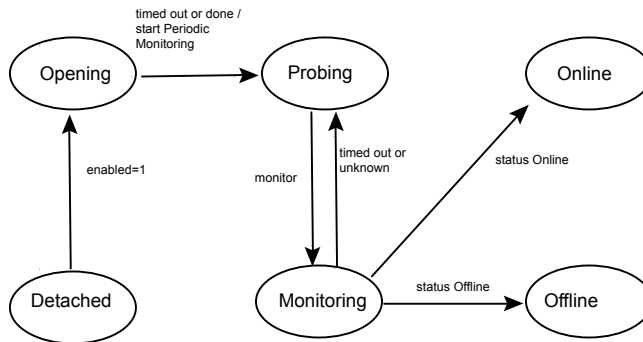 timed out or done /
start Periodic
Monitoring
Opening
Probing
Online
enabled=1
monitor
timed out or
unknown
status Online
Detached
Monitoring
status Offline
Offline